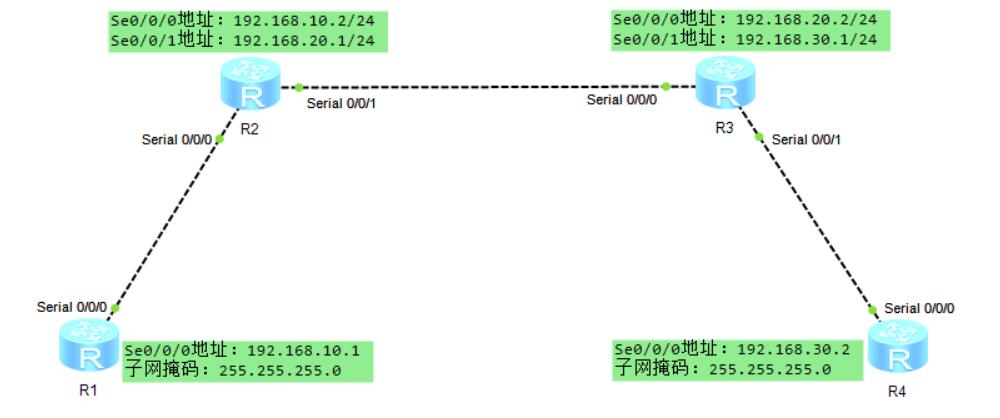 Se0/0/0地址：192.168.10.2/24
Se0/0/1地址：192.168.20.1/24
Se0/0/0地址：192.168.20.2/24
Se0/0/1地址：192.168.30.1/24
R
Serial 0/0/1
R2
Serial 0/0/0
R
Serial 0/0/0
R3
Serial 0/0/1
Serial 0/0/0
R
R1
Se0/0/0地址：192.168.10.1
子网掩码：255.255.255.0
Se0/0/0地址：192.168.30.2
子网掩码：255.255.255.0
Serial 0/0/0
R
R4